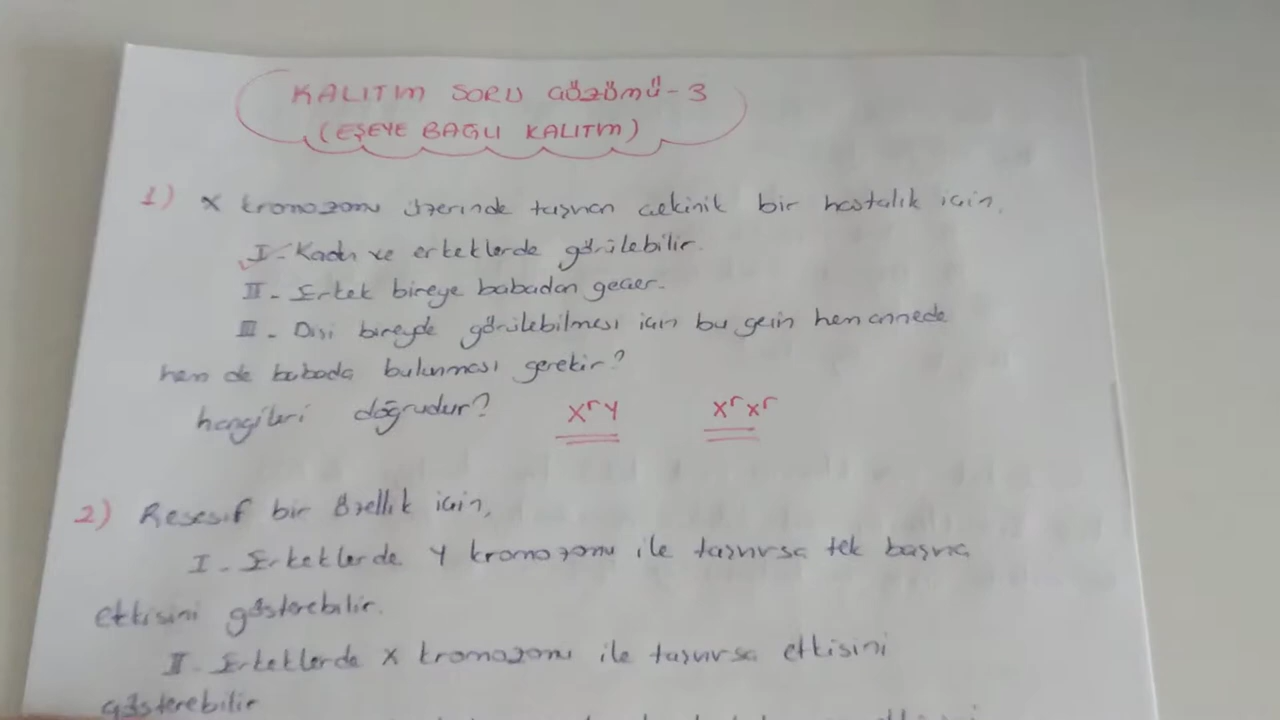 KALITIM SORU ÇÖZÜMÜ-3
(EŞEYE BAĞLI KALITIM)
1) X kromozomu üzerinde taşınan çekinik bir hastalık için,
I- Kadın ve erkeklerde görülebilir.
II- Erkek bireye babadan geçer.
III- Dişi bireyde görülebilmesi için bu genin hem annede
hem de babada bulunması gerekir?
hangileri doğrudur? XʳY XʳXʳ
2) Resesif bir özellik için,
I- Erkeklerde Y kromozomu ile taşınırsa tek başına
etkisini gösterebilir.
II- Erkeklerde X kromozomu ile taşınırsa etkisini
gösterebilir